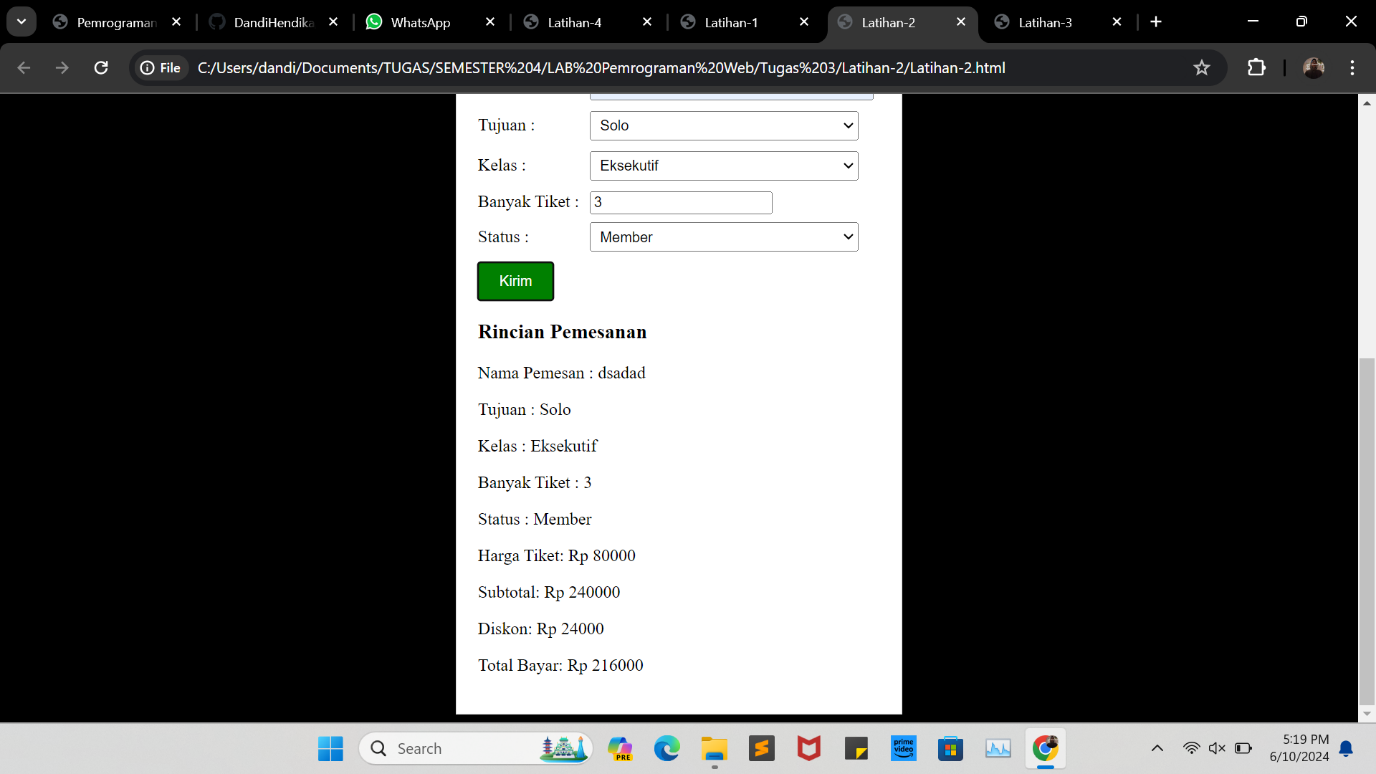 Pemrograman
DandiHendika
WhatsApp
Latihan-4
Latihan-1
Latihan-2
Latihan-3
File
C:/Users/dandi/Documents/TUGAS/SEMESTER%204/LAB%20Pemrograman%20Web/Tugas%203/Latihan-2/Latihan-2.html
Tujuan : Solo
Kelas : Eksekutif
Banyak Tiket : 3
Status : Member
Kirim
Rincian Pemesanan
Nama Pemesan : dsadad
Tujuan : Solo
Kelas : Eksekutif
Banyak Tiket : 3
Status : Member
Harga Tiket: Rp 80000
Subtotal: Rp 240000
Diskon: Rp 24000
Total Bayar: Rp 216000
Search
PRE
prime video
5:19 PM
6/10/2024